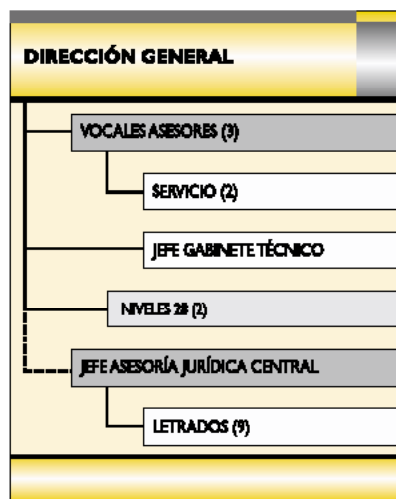 DIRECCIÓN GENERAL
VOCALES ASESORES (3)
SERVICIO (2)
JEFE GABINETE TÉCNICO
NIVELES 28 (2)
JEFE ASESORÍA JURÍDICA CENTRAL
LETRADOS (9)